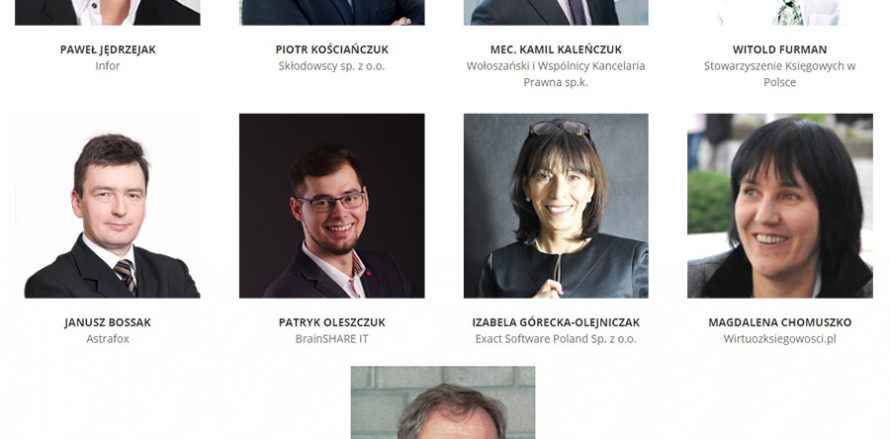 PAWEŁ JĘDRZEJAK
Infor
PIOTR KOŚCIAŃCZUK
Skłodowscy sp. z o.o.
MEC. KAMIL KALEŃCZUK
Wołoszański i Wspólnicy Kancelaria
Prawna sp.k.
WITOLD FURMAN
Stowarzyszenie Księgowych w
Polsce
JANUSZ BOSSAK
Astrafox
PATRYK OLESZCZUK
BrainSHARE IT
IZABELA GÓRECKA-OLEJNICZAK
Exact Software Poland Sp. z o.o.
MAGDALENA CHOMUSZKO
Wirtuozksiegowosci.pl